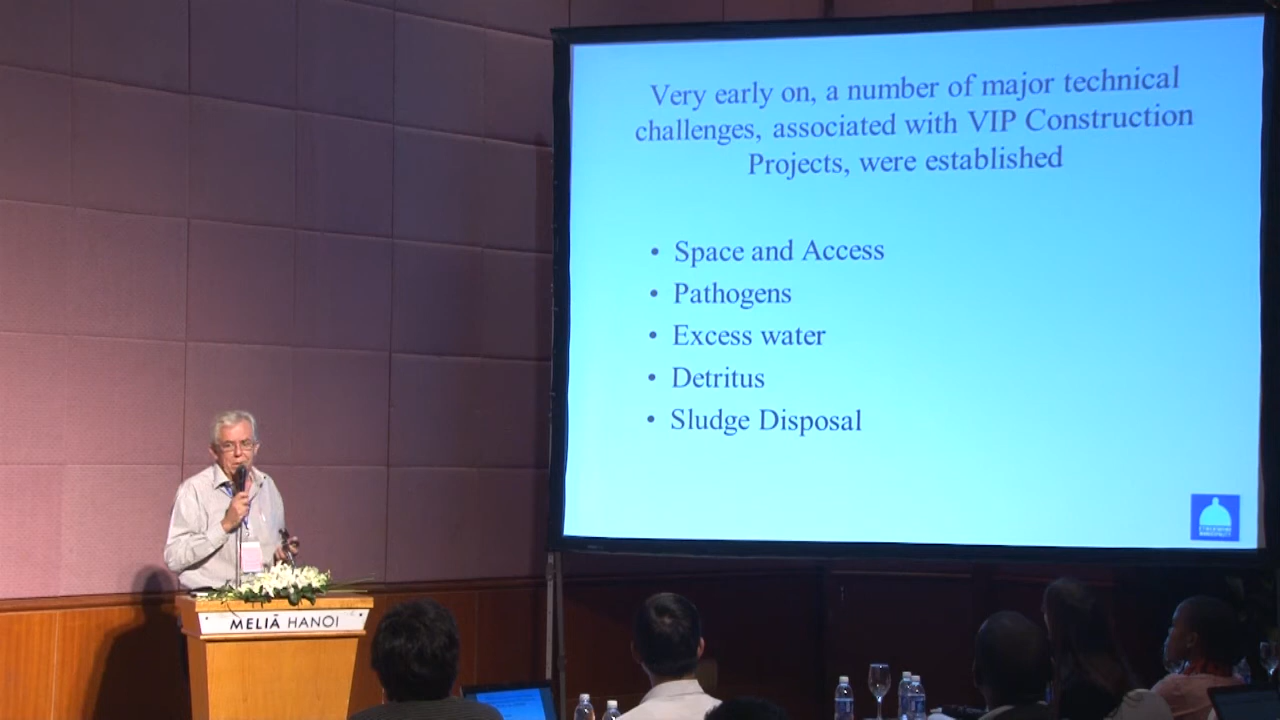 Very early on, a number of major technical
challenges, associated with VIP Construction
Projects, were established
• Space and Access
• Pathogens
• Excess water
• Detritus
• Sludge Disposal
MELIÃ HANOI